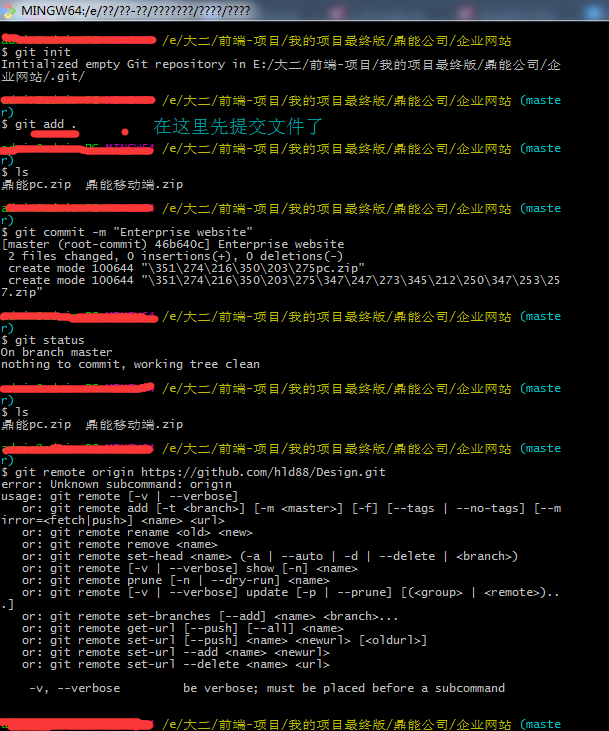 MINGW64:/e/??/??-??/???????/????/????
/e/大二/前端-项目/我的项目最终版/鼎能公司/企业网站
$ git init
Initialized empty Git repository in E:/大二/前端-项目/我的项目最终版/鼎能公司/企
业网站/.git/
/e/大二/前端-项目/我的项目最终版/鼎能公司/企业网站 (maste
r)
$ git add .
在这里先提交文件了
/e/大二/前端-项目/我的项目最终版/鼎能公司/企业网站 (maste
r)
$ ls
鼎能pc.zip  鼎能移动端.zip
/e/大二/前端-项目/我的项目最终版/鼎能公司/企业网站 (maste
r)
$ git commit -m "Enterprise website"
[master (root-commit) 46b640c] Enterprise website
 2 files changed, 0 insertions(+), 0 deletions(-)
 create mode 100644 "\351\274\216\350\203\275pc.zip"
 create mode 100644 "\351\274\216\350\203\275\347\247\273\345\212\250\347\253\25
7.zip"
/e/大二/前端-项目/我的项目最终版/鼎能公司/企业网站 (maste
r)
$ git status
On branch master
nothing to commit, working tree clean
/e/大二/前端-项目/我的项目最终版/鼎能公司/企业网站 (maste
r)
$ ls
鼎能pc.zip  鼎能移动端.zip
/e/大二/前端-项目/我的项目最终版/鼎能公司/企业网站 (maste
r)
$ git remote origin https://github.com/hld88/Design.git
error: Unknown subcommand: origin
usage: git remote [-v | --verbose]
   or: git remote add [-t <branch>] [-m <master>] [-f] [--tags | --no-tags] [--m
irror=<fetch|push>] <name> <url>
   or: git remote rename <old> <new>
   or: git remote remove <name>
   or: git remote set-head <name> (-a | --auto | -d | --delete | <branch>)
   or: git remote [-v | --verbose] show [-n] <name>
   or: git remote prune [-n | --dry-run] <name>
   or: git remote [-v | --verbose] update [-p | --prune] [(<group> | <remote>)..
.]
   or: git remote set-branches [--add] <name> <branch>...
   or: git remote get-url [--push] [--all] <name>
   or: git remote set-url [--push] <name> <newurl> [<oldurl>]
   or: git remote set-url --add <name> <newurl>
   or: git remote set-url --delete <name> <url>
    -v, --verbose         be verbose; must be placed before a subcommand
/e/大二/前端-项目/我的项目最终版/鼎能公司/企业网站 (maste